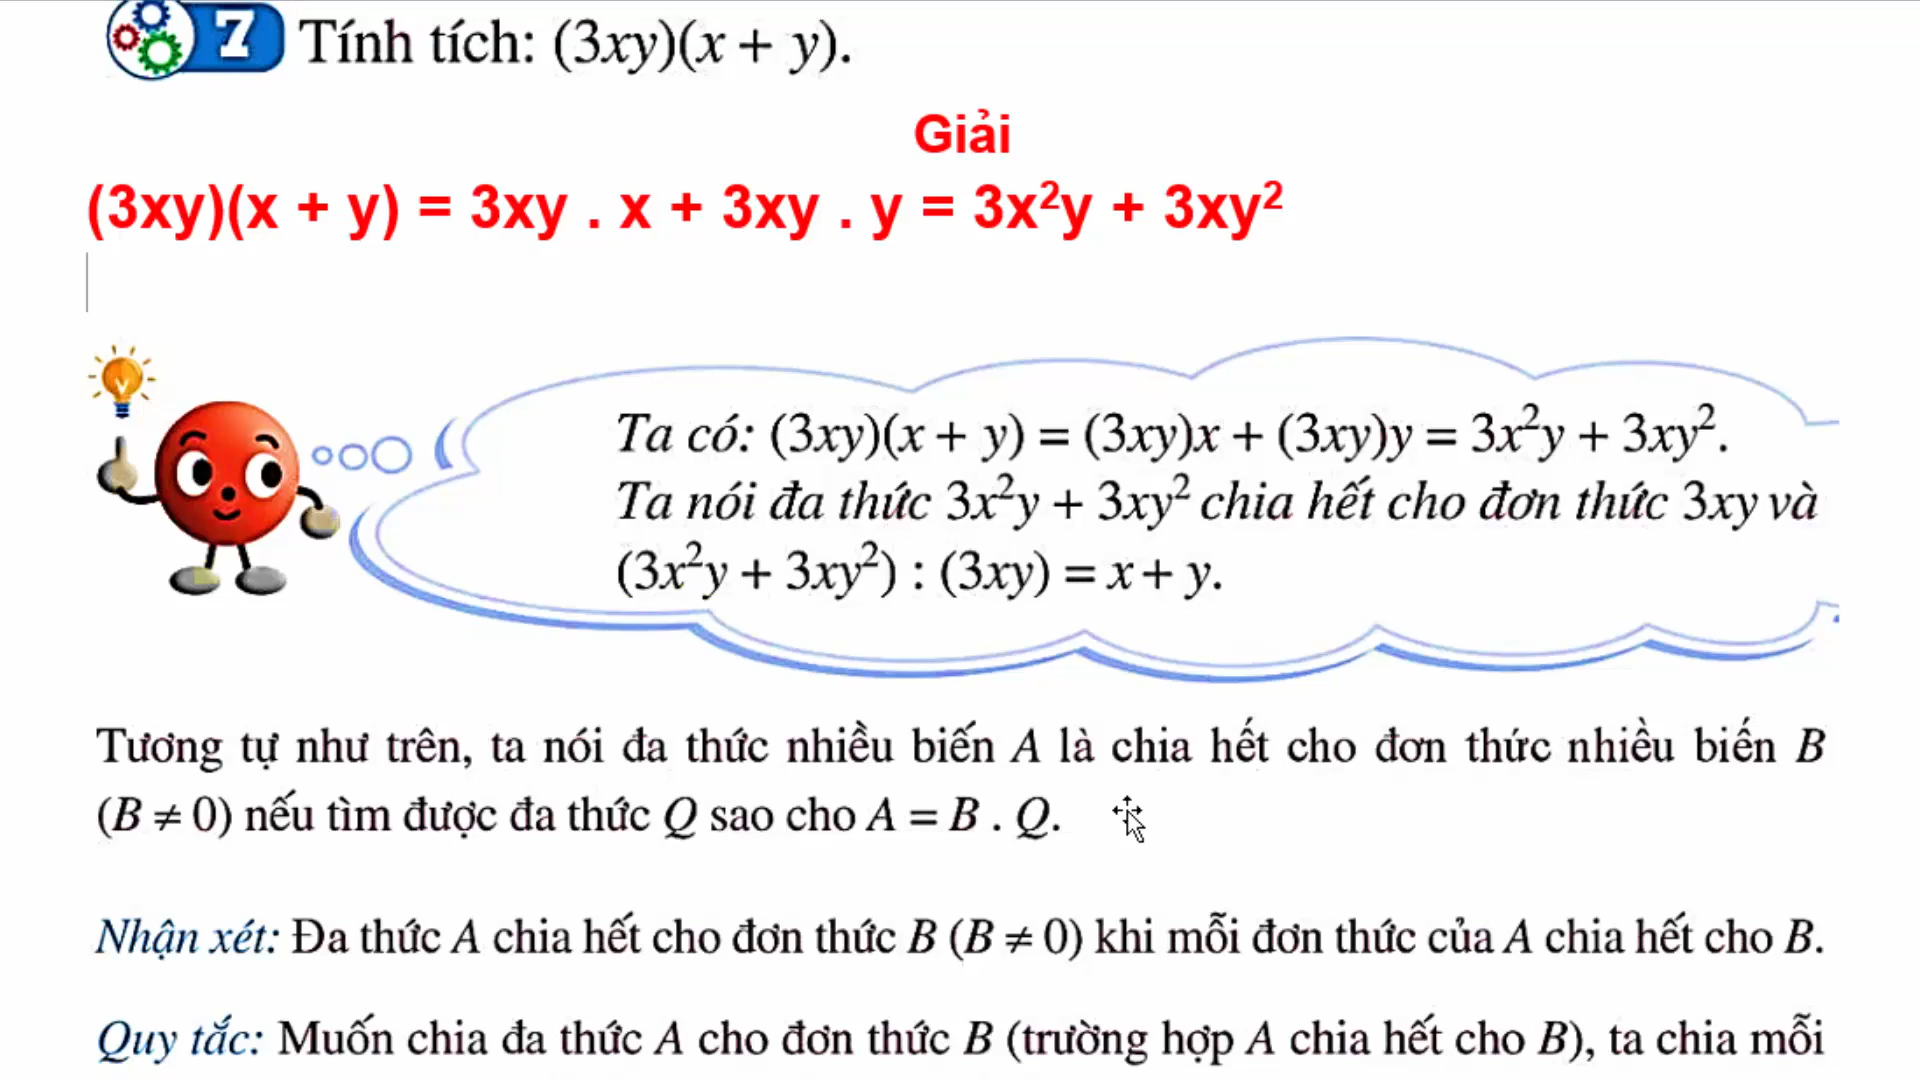 7 Tính tích: (3xy)(x + y).
Giải
(3xy)(x + y) = 3xy . x + 3xy . y = 3x²y + 3xy²
Ta có: (3xy)(x + y) = (3xy)x + (3xy)y = 3x²y + 3xy².
Ta nói đa thức 3x²y + 3xy² chia hết cho đơn thức 3xy và
(3x²y + 3xy²) : (3xy) = x + y.
Tương tự như trên, ta nói đa thức nhiều biến A là chia hết cho đơn thức nhiều biến B
(B ≠ 0) nếu tìm được đa thức Q sao cho A = B . Q.
Nhận xét: Đa thức A chia hết cho đơn thức B (B ≠ 0) khi mỗi đơn thức của A chia hết cho B.
Quy tắc: Muốn chia đa thức A cho đơn thức B (trường hợp A chia hết cho B), ta chia mỗi